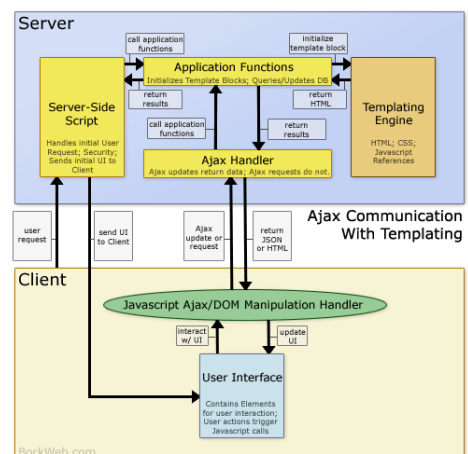 Server
call application
functions
initialize
template block
Application Functions
Initializes Template Blocks; Queries/Updates DB
return
results
return
HTML
Server-Side
Script
Handles initial User
Request; Security;
Sends initial UI to
Client
Templating
Engine
HTML; CSS;
Javascript
References
call application
functions
return
results
Ajax Handler
Ajax updates return data; Ajax requests do not.
user
request
send UI
to Client
Ajax
update or
request
return
JSON
or HTML
Ajax Communication
With Templating
Client
Javascript Ajax/DOM Manipulation Handler
interact
w/ UI
update
UI
User Interface
Contains Elements
for user interaction;
User actions trigger
Javascript calls
BorkWeb.com